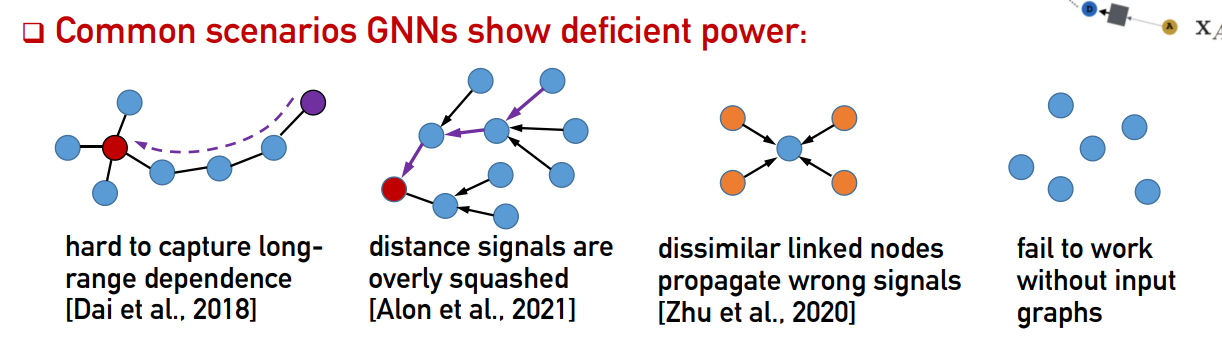 Common scenarios GNNs show deficient power:
D
A
hard to capture long-
range dependence
[Dai et al., 2018]
distance signals are
overly squashed
[Alon et al., 2021]
dissimilar linked nodes
propagate wrong signals
[Zhu et al., 2020]
fail to work
without input
graphs